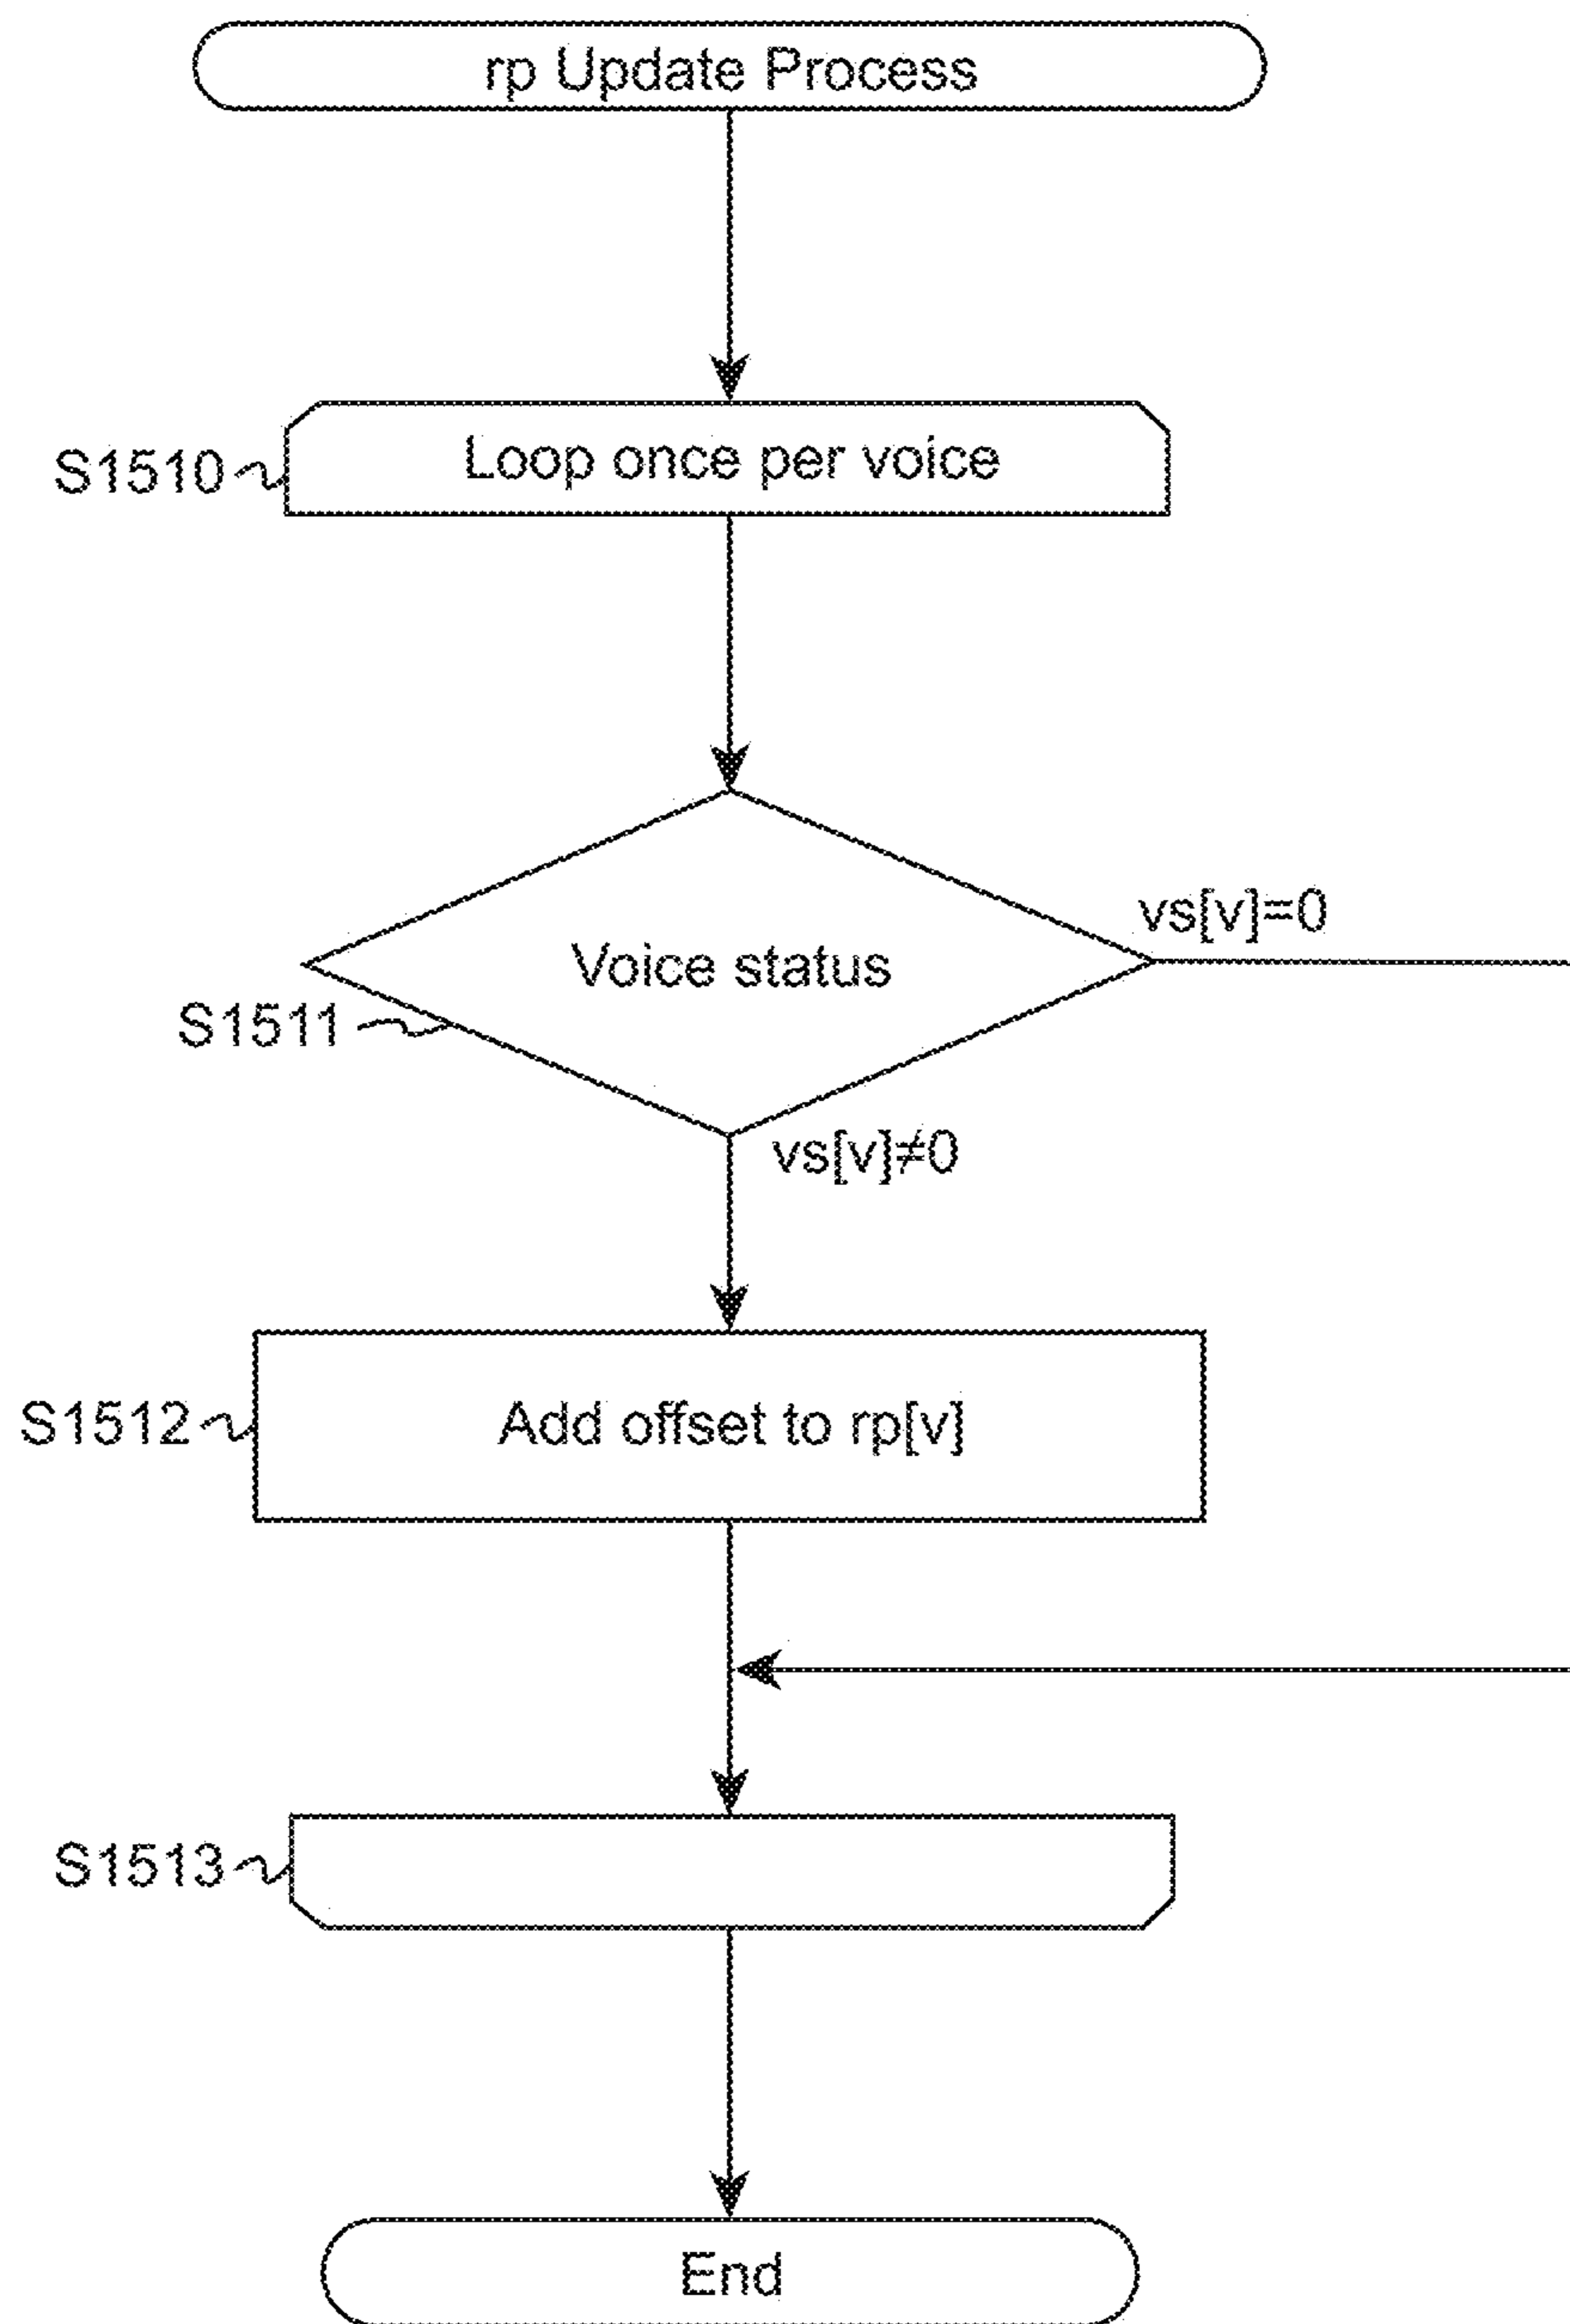 rp Update Process
S1510
Loop once per voice
vs[v]=0
Voice status
S1511
vs[v]≠0
S1512
Add offset to rp[v]
S1513
End